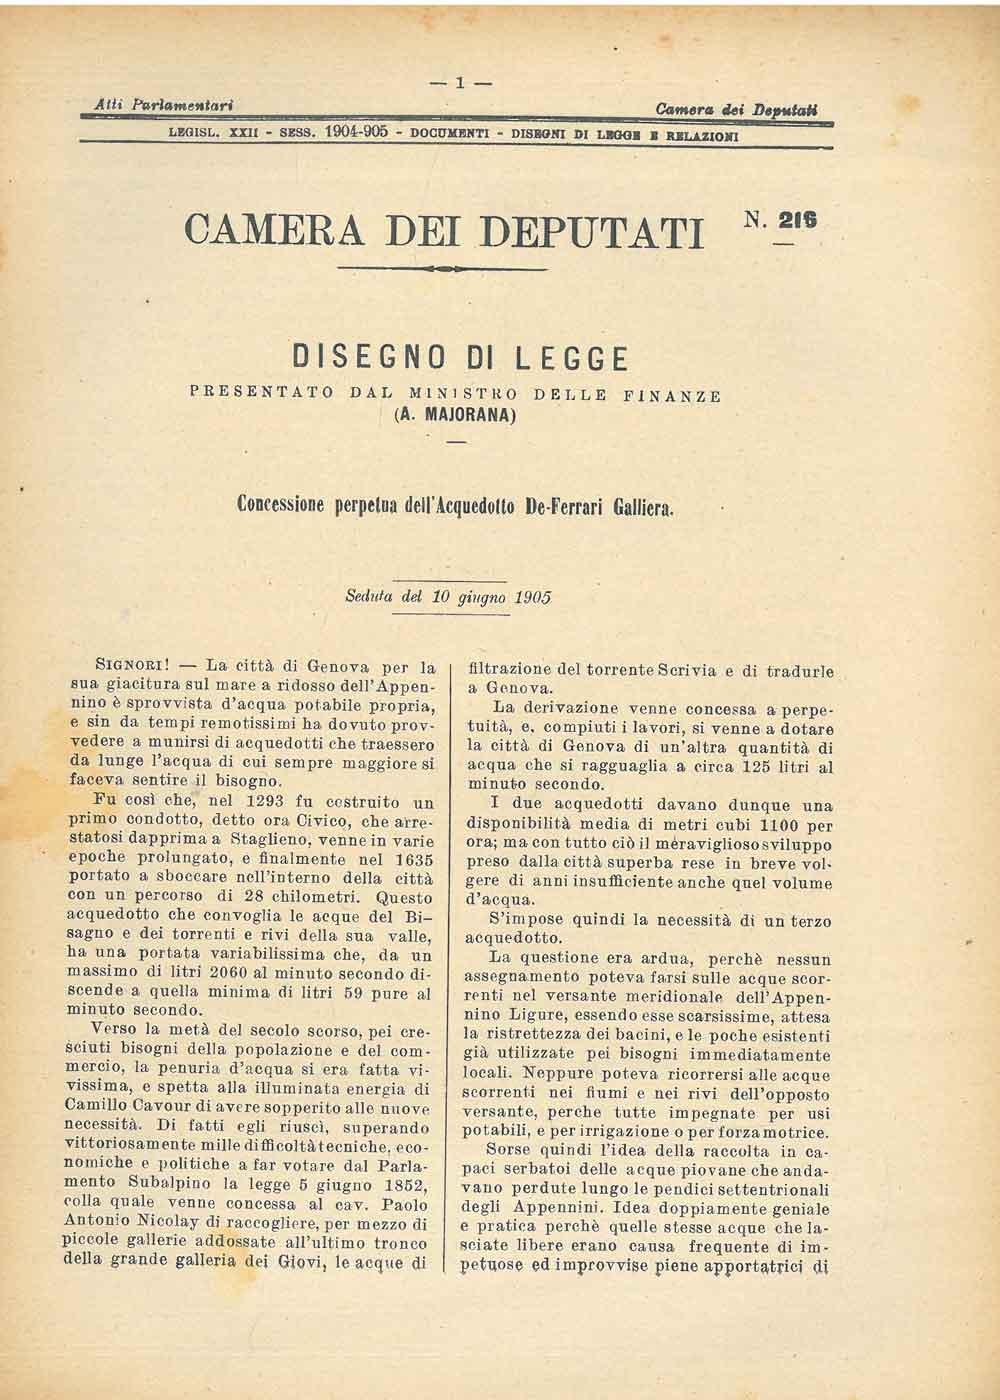 — 1 —
Atti Parlamentari
Camera dei Deputati
LEGISL. XXII - SESS. 1904-905 - DOCUMENTI - DISEGNI DI LEGGE E RELAZIONI
CAMERA DEI DEPUTATI
N. 216
DISEGNO DI LEGGE
PRESENTATO DAL MINISTRO DELLE FINANZE
(A. MAJORANA)
Concessione perpetua dell'Acquedotto De-Ferrari Galliera.
Seduta del 10 giugno 1905
SIGNORI! — La città di Genova per la
sua giacitura sul mare a ridosso dell'Appen-
nino è sprovvista d'acqua potabile propria,
e sin da tempi remotissimi ha dovuto prov-
vedere a munirsi di acquedotti che traessero
da lunge l'acqua di cui sempre maggiore si
faceva sentire il bisogno.
Fu così che, nel 1293 fu costruito un
primo condotto, detto ora Civico, che arre-
statosi dapprima a Staglieno, venne in varie
epoche prolungato, e finalmente nel 1635
portato a sboccare nell'interno della città
con un percorso di 28 chilometri. Questo
acquedotto che convoglia le acque del Bi-
sagno e dei torrenti e rivi della sua valle,
ha una portata variabilissima che, da un
massimo di litri 2060 al minuto secondo di-
scende a quella minima di litri 59 pure al
minuto secondo.
Verso la metà del secolo scorso, pei cre-
sciuti bisogni della popolazione e del com-
mercio, la penuria d'acqua si era fatta vi-
vissima, e spetta alla illuminata energia di
Camillo Cavour di avere sopperito alle nuove
necessità. Di fatti egli riuscì, superando
vittoriosamente mille difficoltà tecniche, eco-
nomiche e politiche a far votare dal Parla-
mento Subalpino la legge 5 giugno 1852,
colla quale venne concessa al cav. Paolo
Antonio Nicolay di raccogliere, per mezzo di
piccole gallerie addossate all'ultimo tronco
della grande galleria dei Giovi, le acque di
filtrazione del torrente Scrivia e di tradurle
a Genova.
La derivazione venne concessa a perpe-
tuità, e, compiuti i lavori, si venne a dotare
la città di Genova di un'altra quantità di
acqua che si ragguaglia a circa 125 litri al
minuto secondo.
I due acquedotti davano dunque una
disponibilità media di metri cubi 1100 per
ora; ma con tutto ciò il meraviglioso sviluppo
preso dalla città superba rese in breve vol-
gere di anni insufficiente anche quel volume
d'acqua.
S'impose quindi la necessità di un terzo
acquedotto.
La questione era ardua, perchè nessun
assegnamento poteva farsi sulle acque scor-
renti nel versante meridionale dell'Appen-
nino Ligure, essendo esse scarsissime, attesa
la ristrettezza dei bacini, e le poche esistenti
già utilizzate pei bisogni immediatamente
locali. Neppure poteva ricorrersi alle acque
scorrenti nei fiumi e nei rivi dell'opposto
versante, perche tutte impegnate per usi
potabili, e per irrigazione o per forza motrice.
Sorse quindi l'idea della raccolta in ca-
paci serbatoi delle acque piovane che anda-
vano perdute lungo le pendici settentrionali
degli Appennini. Idea doppiamente geniale
e pratica perchè quelle stesse acque che la-
sciate libere erano causa frequente di im-
petuose ed improvvise piene apportatrici di